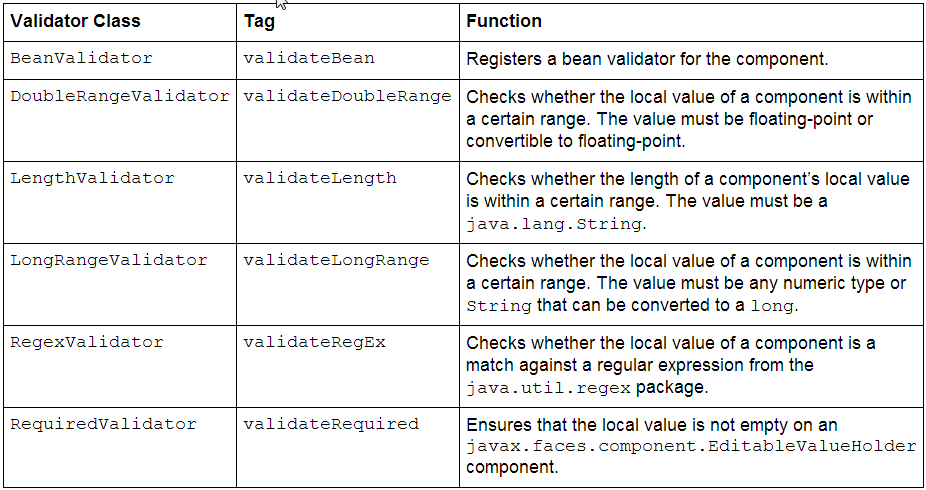 Validator Class Tag Function
BeanValidator validateBean Registers a bean validator for the component.
DoubleRangeValidator validateDoubleRange Checks whether the local value of a component is within
a certain range. The value must be floating-point or
convertible to floating-point.
LengthValidator validateLength Checks whether the length of a component’s local value
is within a certain range. The value must be a
java.lang.String.
LongRangeValidator validateLongRange Checks whether the local value of a component is within
a certain range. The value must be any numeric type or
String that can be converted to a long.
RegexValidator validateRegEx Checks whether the local value of a component is a
match against a regular expression from the
java.util.regex package.
RequiredValidator validateRequired Ensures that the local value is not empty on an
javax.faces.component.EditableValueHolder
component.